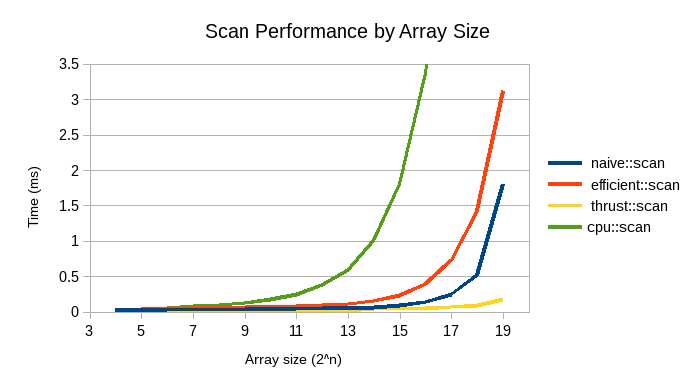 Scan Performance by Array Size
3.5
3
2.5
2
1.5
1
0.5
0
Time (ms)
3 5 7 9 11 13 15 17 19
Array size (2^n)
naive::scan
efficient::scan
thrust::scan
cpu::scan